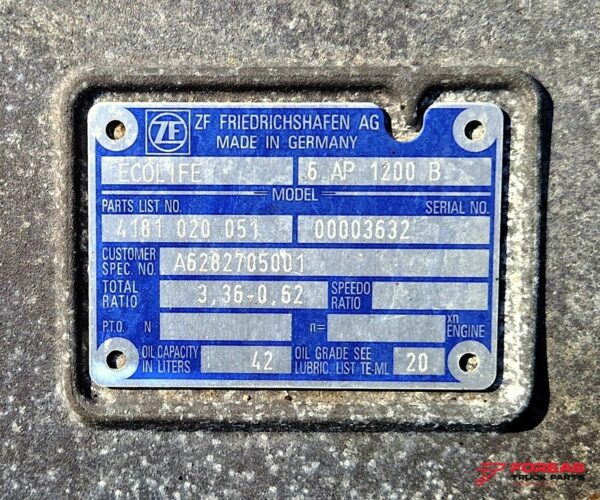 ZF
ZF FRIEDRICHSHAFEN AG
MADE IN GERMANY
ECOLIFE 6 AP 1200 B
MODEL
PARTS LIST NO. SERIAL NO.
4181 020 051 00003632
CUSTOMER SPEC. NO. A6282705001
TOTAL RATIO 3,36-0,62 SPEEDO RATIO
P.T.O. N n= xn ENGINE
OIL CAPACITY IN LITERS 42 OIL GRADE SEE LUBRIC. LIST TE-ML 20
FORBAG
TRUCK PARTS